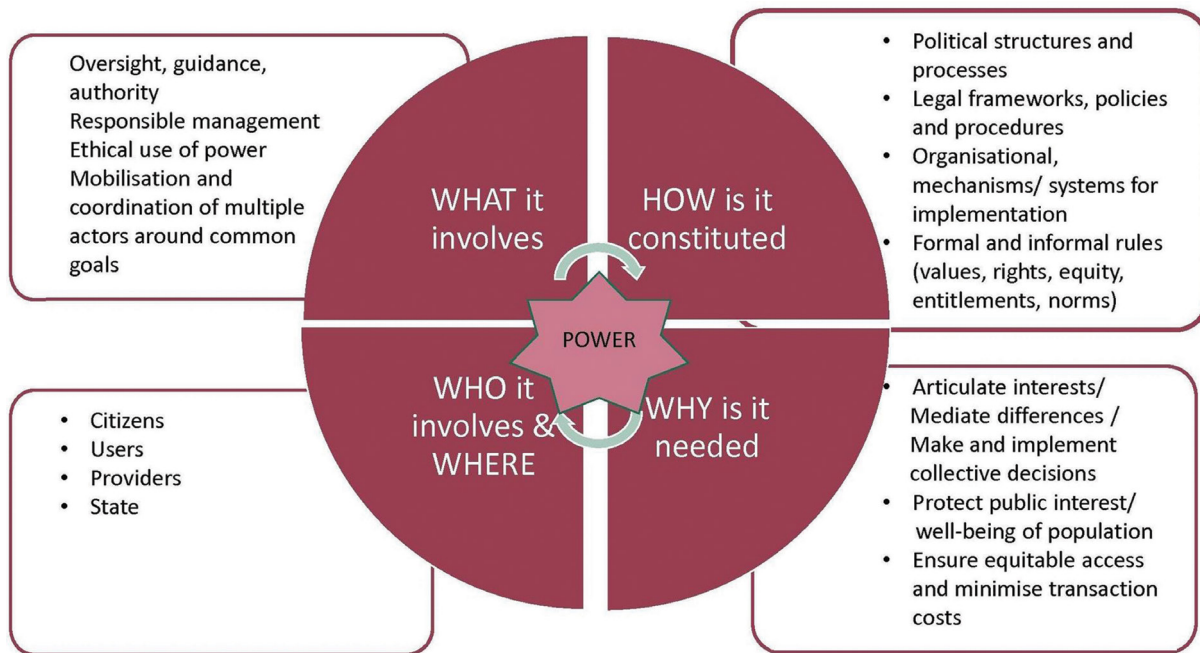 Oversight, guidance,
authority
Responsible management
Ethical use of power
Mobilisation and
coordination of multiple
actors around common
goals
WHAT it
involves
HOW is it
constituted
• Political structures and
processes
• Legal frameworks, policies
and procedures
• Organisational,
mechanisms/ systems for
implementation
• Formal and informal rules
(values, rights, equity,
entitlements, norms)
POWER
• Citizens
• Users
• Providers
• State
WHO it
involves &
WHERE
WHY is it
needed
• Articulate interests/
Mediate differences /
Make and implement
collective decisions
• Protect public interest/
well-being of population
• Ensure equitable access
and minimise transaction
costs